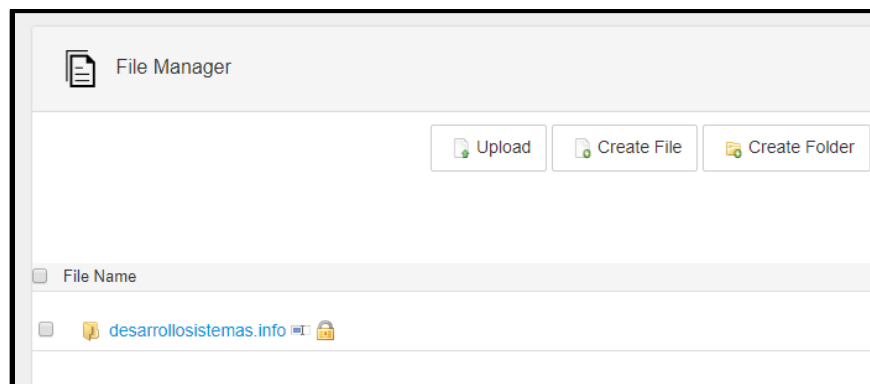 File Manager
Upload Create File Create Folder
File Name
desarrollosistemas.info